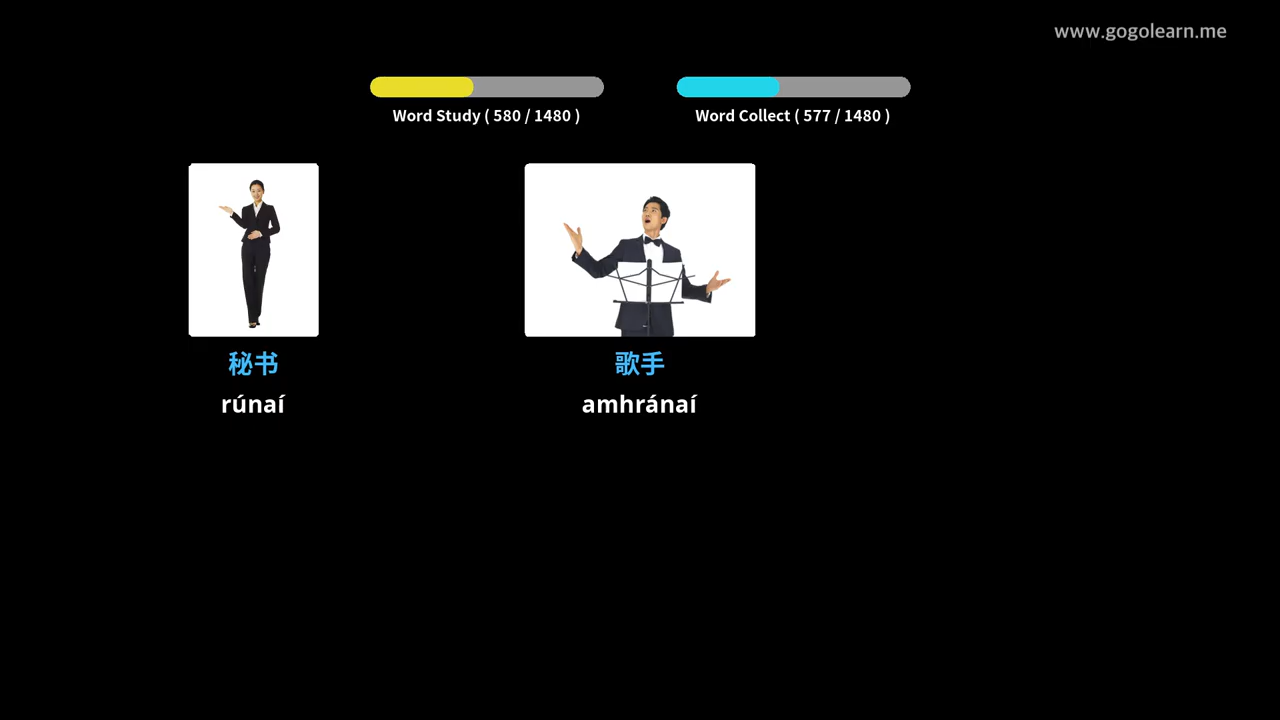 www.gogolearn.me
Word Study ( 580 / 1480 )
Word Collect ( 577 / 1480 )
秘书
rúnaí
歌手
amhránaí